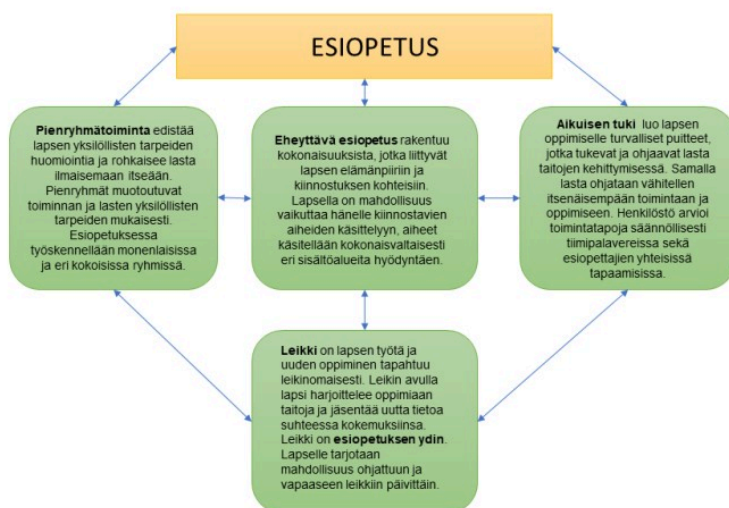 ESIOPETUS
Pienryhmätoiminta edistää
lapsen yksilöllisten tarpeiden
huomiointia ja rohkaisee lasta
ilmaisemaan itseään.
Pienryhmät muotoutuvat
toiminnan ja lasten yksilöllisten
tarpeiden mukaisesti.
Esiopetuksessa
työskennellään monenlaisissa
ja eri kokoisissa ryhmissä.
Eheyttävä esiopetus rakentuu
kokonaisuuksista, jotka liittyvät
lapsen elämänpiiriin ja
kiinnostuksen kohteisiin.
Lapsella on mahdollisuus
vaikuttaa hänelle kiinnostavien
aiheiden käsittelyyn, aiheet
käsitellään kokonaisvaltaisesti
eri sisältöalueita hyödyntäen.
Aikuisen tuki luo lapsen
oppimiselle turvalliset puitteet,
jotka tukevat ja ohjaavat lasta
taitojen kehittymisessä. Samalla
lasta ohjataan vähitellen
itsenäisempään toimintaan ja
oppimiseen. Henkilöstö arvioi
toimintatapoja säännöllisesti
tiimipalavereissa sekä
esiopettajien yhteisissä
tapaamisissa.
Leikki on lapsen työtä ja
uuden oppiminen tapahtuu
leikinomaisesti. Leikin avulla
lapsi harjoittelee oppimiaan
taitoja ja jäsentää uutta tietoa
suhteessa kokemuksiinsa.
Leikki on esiopetuksen ydin.
Lapselle tarjotaan
mahdollisuus ohjattuun ja
vapaaseen leikkiin päivittäin.